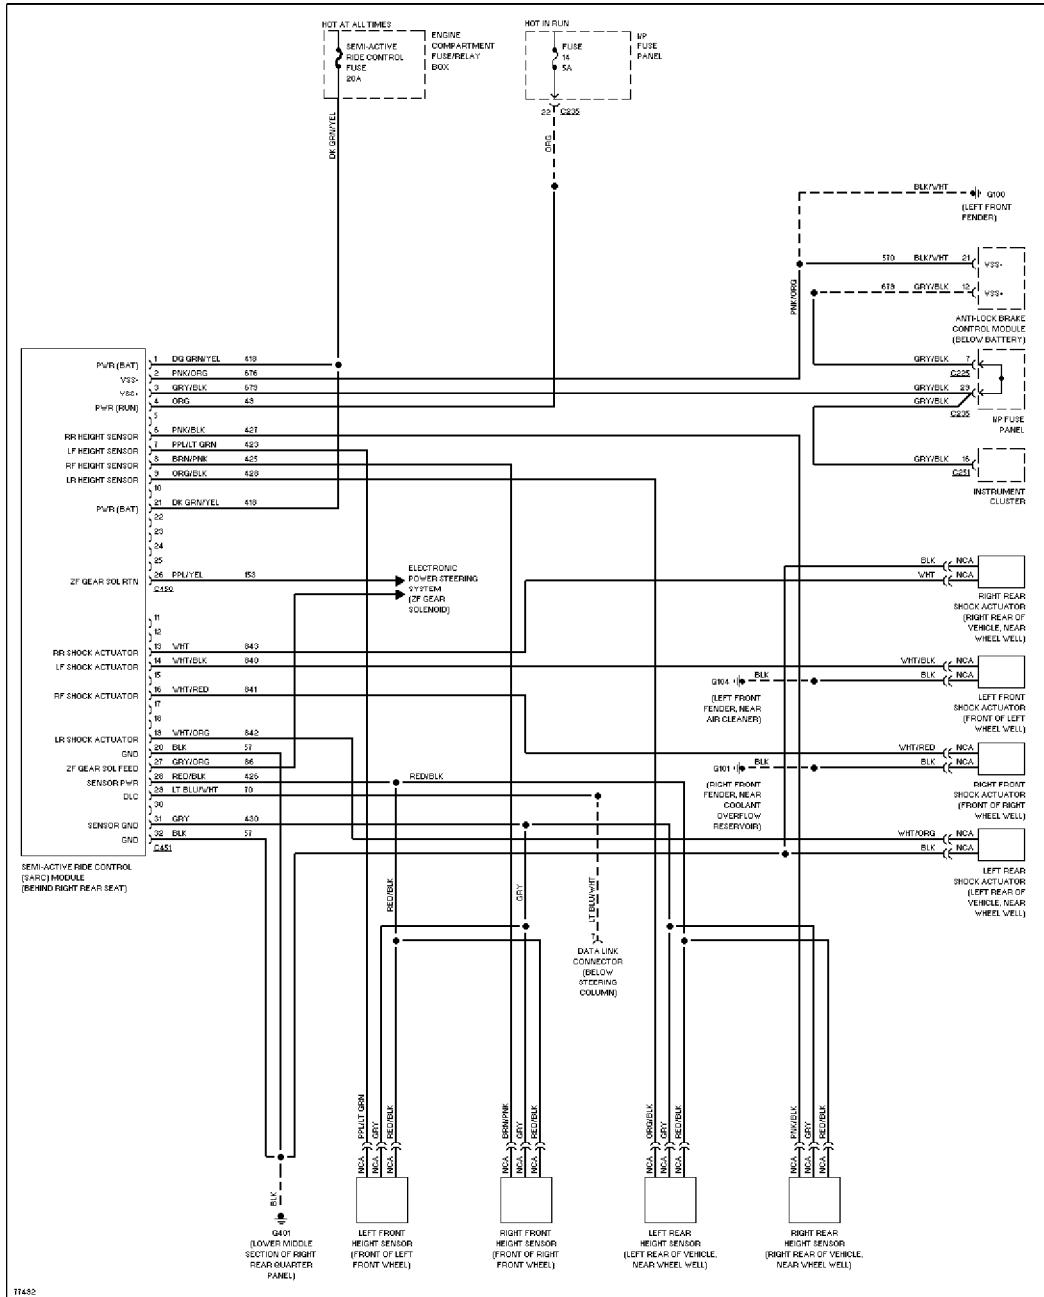 HOT AT ALL TIMES
HOT IN RUN
SEMI-ACTIVE
RIDE CONTROL
FUSE
20A
ENGINE
COMPARTMENT
FUSE/RELAY
BOX
FUSE
14
5A
I/P
FUSE
PANEL
22
C235
DK GRN/YEL
ORG
BLK/WHT
G100
(LEFT FRONT
FENDER)
PNK/ORG
570
BLK/WHT
21
VSS-
678
GRY/BLK
12
VSS+
ANTI-LOCK BRAKE
CONTROL MODULE
(BELOW BATTERY)
GRY/BLK
7
C225
GRY/BLK
29
GRY/BLK
C235
I/P FUSE
PANEL
GRY/BLK
16
C251
INSTRUMENT
CLUSTER
PWR (BAT) 1 DG GRN/YEL 418
VSS- 2 PNK/ORG 676
VSS+ 3 GRY/BLK 679
PWR (RUN) 4 ORG 43
5
RR HEIGHT SENSOR 6 PNK/BLK 427
LF HEIGHT SENSOR 7 PPL/LT GRN 423
RF HEIGHT SENSOR 8 BRN/PNK 425
LR HEIGHT SENSOR 9 ORG/BLK 428
10
PWR (BAT) 21 DK GRN/YEL 418
22
23
24
25
ZF GEAR SOL RTN 26 PPL/YEL 153
C450
ELECTRONIC
POWER STEERING
SYSTEM
(ZF GEAR
SOLENOID)
11
12
RR SHOCK ACTUATOR 13 WHT 843
LF SHOCK ACTUATOR 14 WHT/BLK 840
15
RF SHOCK ACTUATOR 16 WHT/RED 841
17
18
LR SHOCK ACTUATOR 19 WHT/ORG 842
GND 20 BLK 57
ZF GEAR SOL FEED 27 GRY/ORG 86
SENSOR PWR 28 RED/BLK 426
DLC 29 LT BLU/WHT 70
30
SENSOR GND 31 GRY 430
GND 32 BLK 57
C451
SEMI-ACTIVE RIDE CONTROL
(SARC) MODULE
(BEHIND RIGHT REAR SEAT)
RED/BLK
BLK NCA
WHT NCA
RIGHT REAR
SHOCK ACTUATOR
(RIGHT REAR OF
VEHICLE, NEAR
WHEEL WELL)
WHT/BLK NCA
BLK NCA
G104
BLK
(LEFT FRONT
FENDER, NEAR
AIR CLEANER)
LEFT FRONT
SHOCK ACTUATOR
(FRONT OF LEFT
WHEEL WELL)
WHT/RED NCA
BLK NCA
G101
BLK
(RIGHT FRONT
FENDER, NEAR
COOLANT
OVERFLOW
RESERVOIR)
RIGHT FRONT
SHOCK ACTUATOR
(FRONT OF RIGHT
WHEEL WELL)
WHT/ORG NCA
BLK NCA
LEFT REAR
SHOCK ACTUATOR
(LEFT REAR OF
VEHICLE, NEAR
WHEEL WELL)
RED/BLK
GRY
LT BLU/WHT
7
DATA LINK
CONNECTOR
(BELOW
STEERING
COLUMN)
PPL/LT GRN
GRY
RED/BLK
BRN/PNK
GRY
RED/BLK
ORG/BLK
GRY
RED/BLK
PNK/BLK
GRY
RED/BLK
NCA
NCA
NCA
NCA
NCA
NCA
NCA
NCA
NCA
NCA
NCA
NCA
BLK
G401
(LOWER MIDDLE
SECTION OF RIGHT
REAR QUARTER
PANEL)
LEFT FRONT
HEIGHT SENSOR
(FRONT OF LEFT
FRONT WHEEL)
RIGHT FRONT
HEIGHT SENSOR
(FRONT OF RIGHT
FRONT WHEEL)
LEFT REAR
HEIGHT SENSOR
(LEFT REAR OF VEHICLE,
NEAR WHEEL WELL)
RIGHT REAR
HEIGHT SENSOR
(RIGHT REAR OF VEHICLE,
NEAR WHEEL WELL)
77432